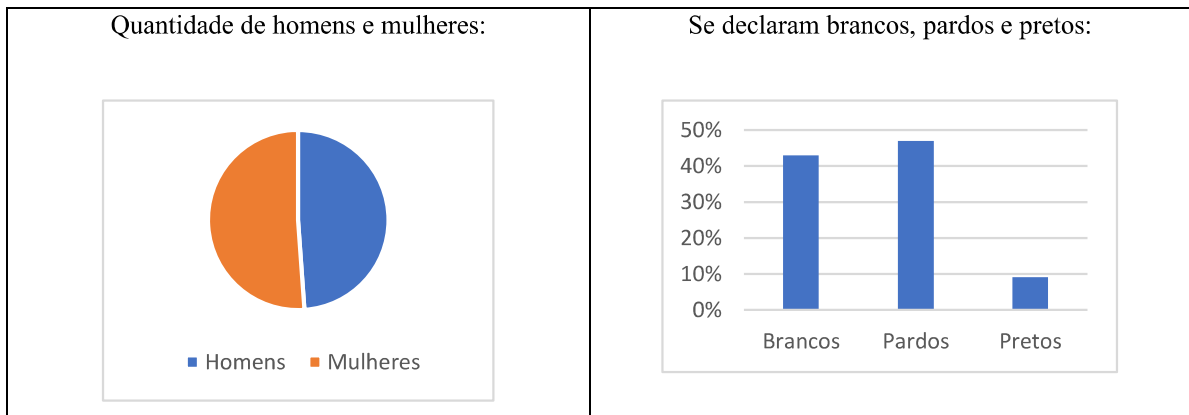 Quantidade de homens e mulheres:
Homens Mulheres
Se declaram brancos, pardos e pretos:
50%
40%
30%
20%
10%
0%
Brancos Pardos Pretos